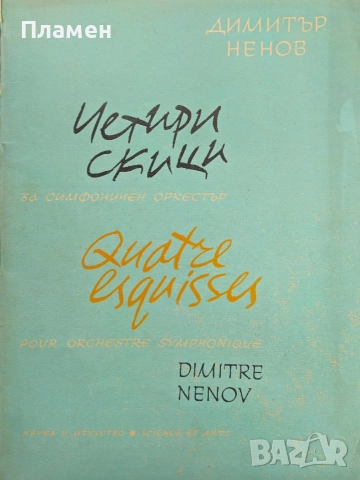 Пламен
ДИМИТЪР
НЕНОВ
Четири
скици
ЗА СИМФОНИЧЕН ОРКЕСТЪР
Quatre
esquisses
POUR ORCHESTRE SYMPHONIQUE
DIMITRE
NENOV
НАУКА И ИЗКУСТВО • SCIENCE ET ARTS
BAZAR